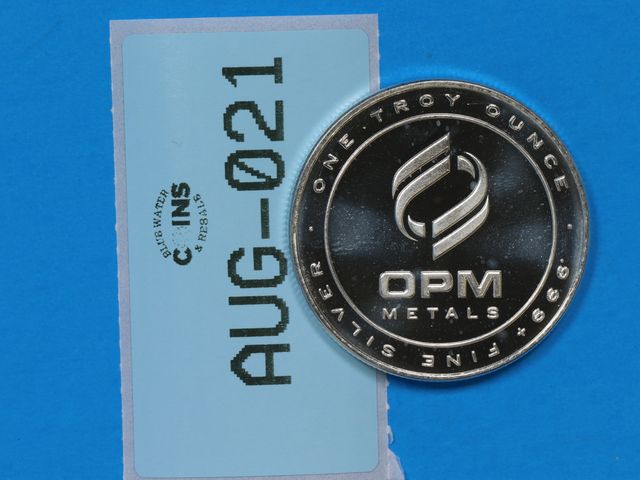 BLUE WATER
COINS
& RESALE
AUG-021
ONE TROY OUNCE
OPM
METALS
.999+ FINE SILVER